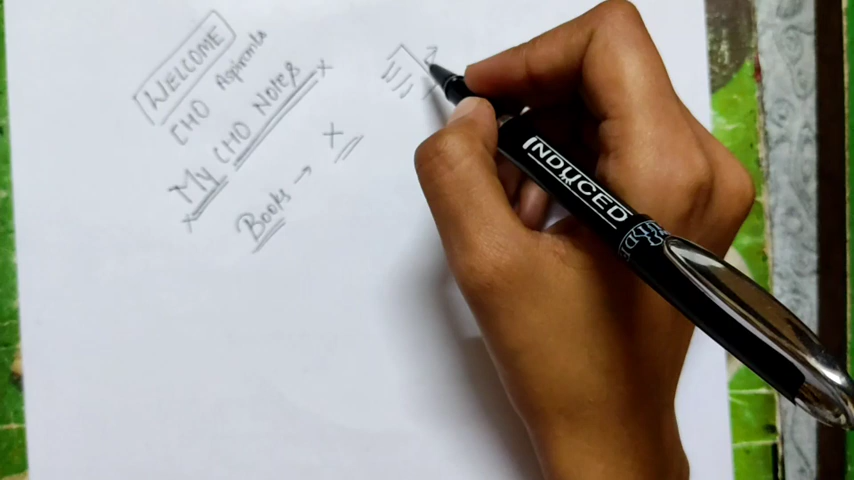 WELCOME
CHO Aspirants
My CHO Notes
Books → X
INDUCED